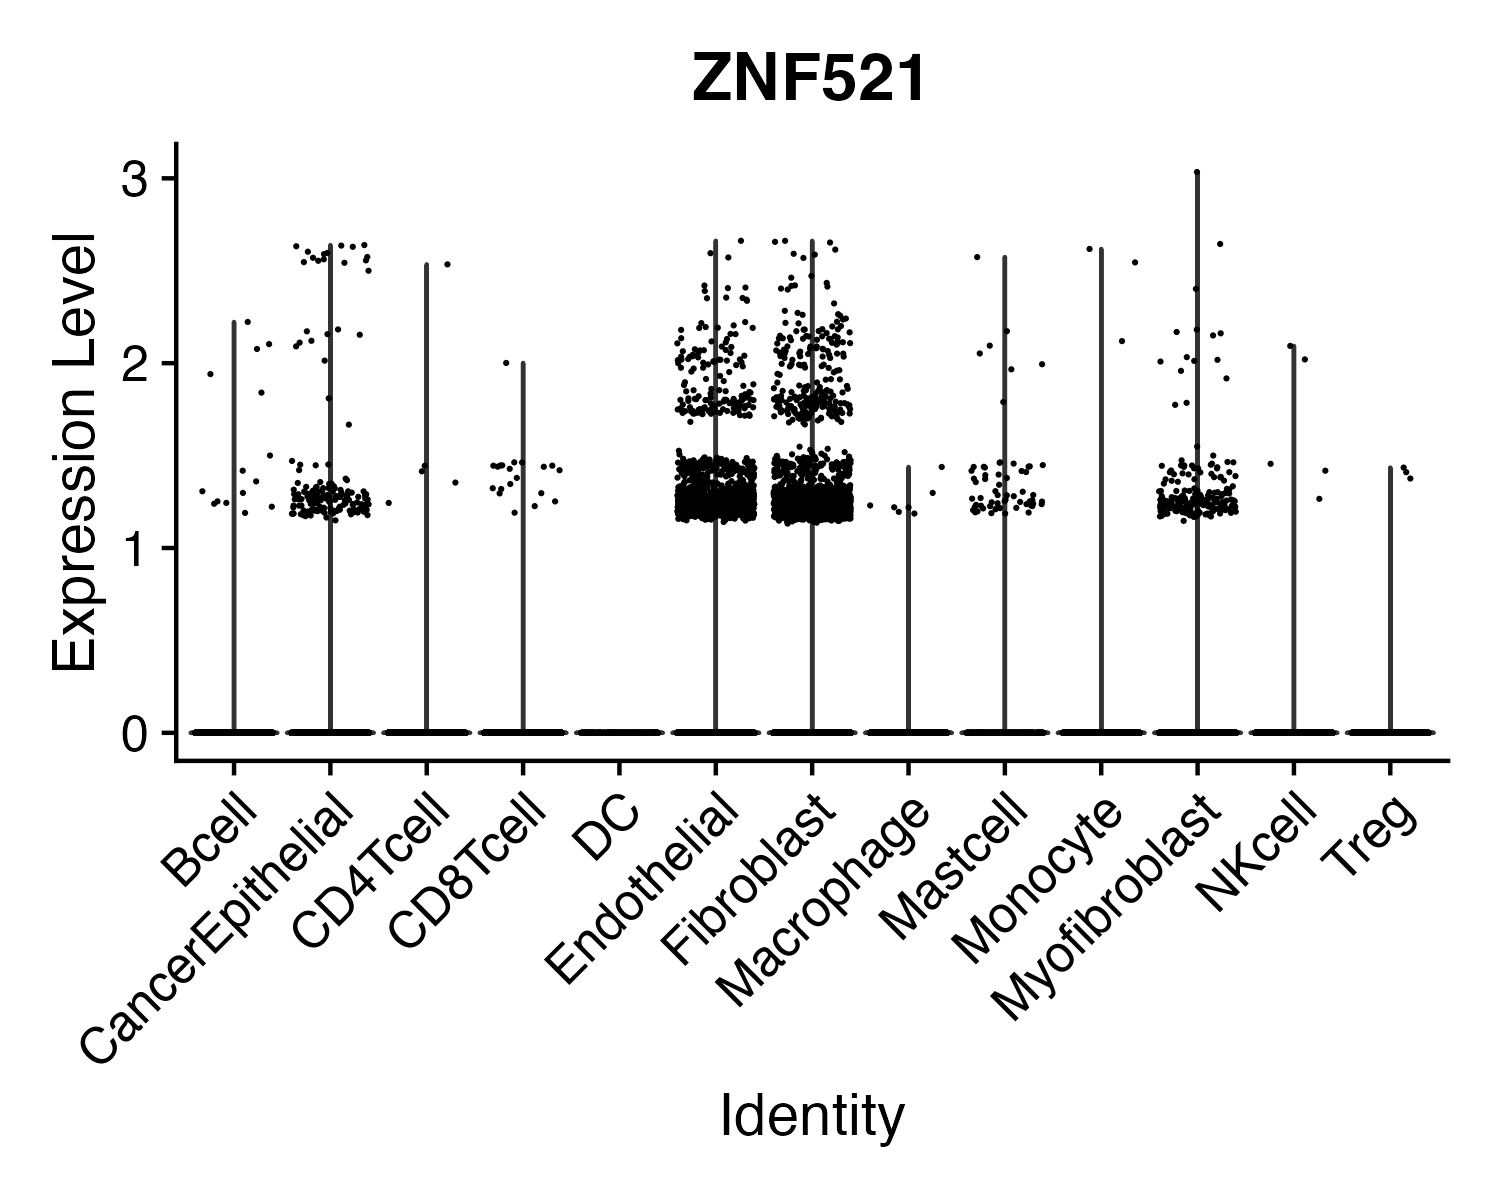 ZNF521
Expression Level
3
2
1
0
Bcell
CancerEpithelial
CD4Tcell
CD8Tcell
DC
Endothelial
Fibroblast
Macrophage
Mastcell
Monocyte
Myofibroblast
NKcell
Treg
Identity